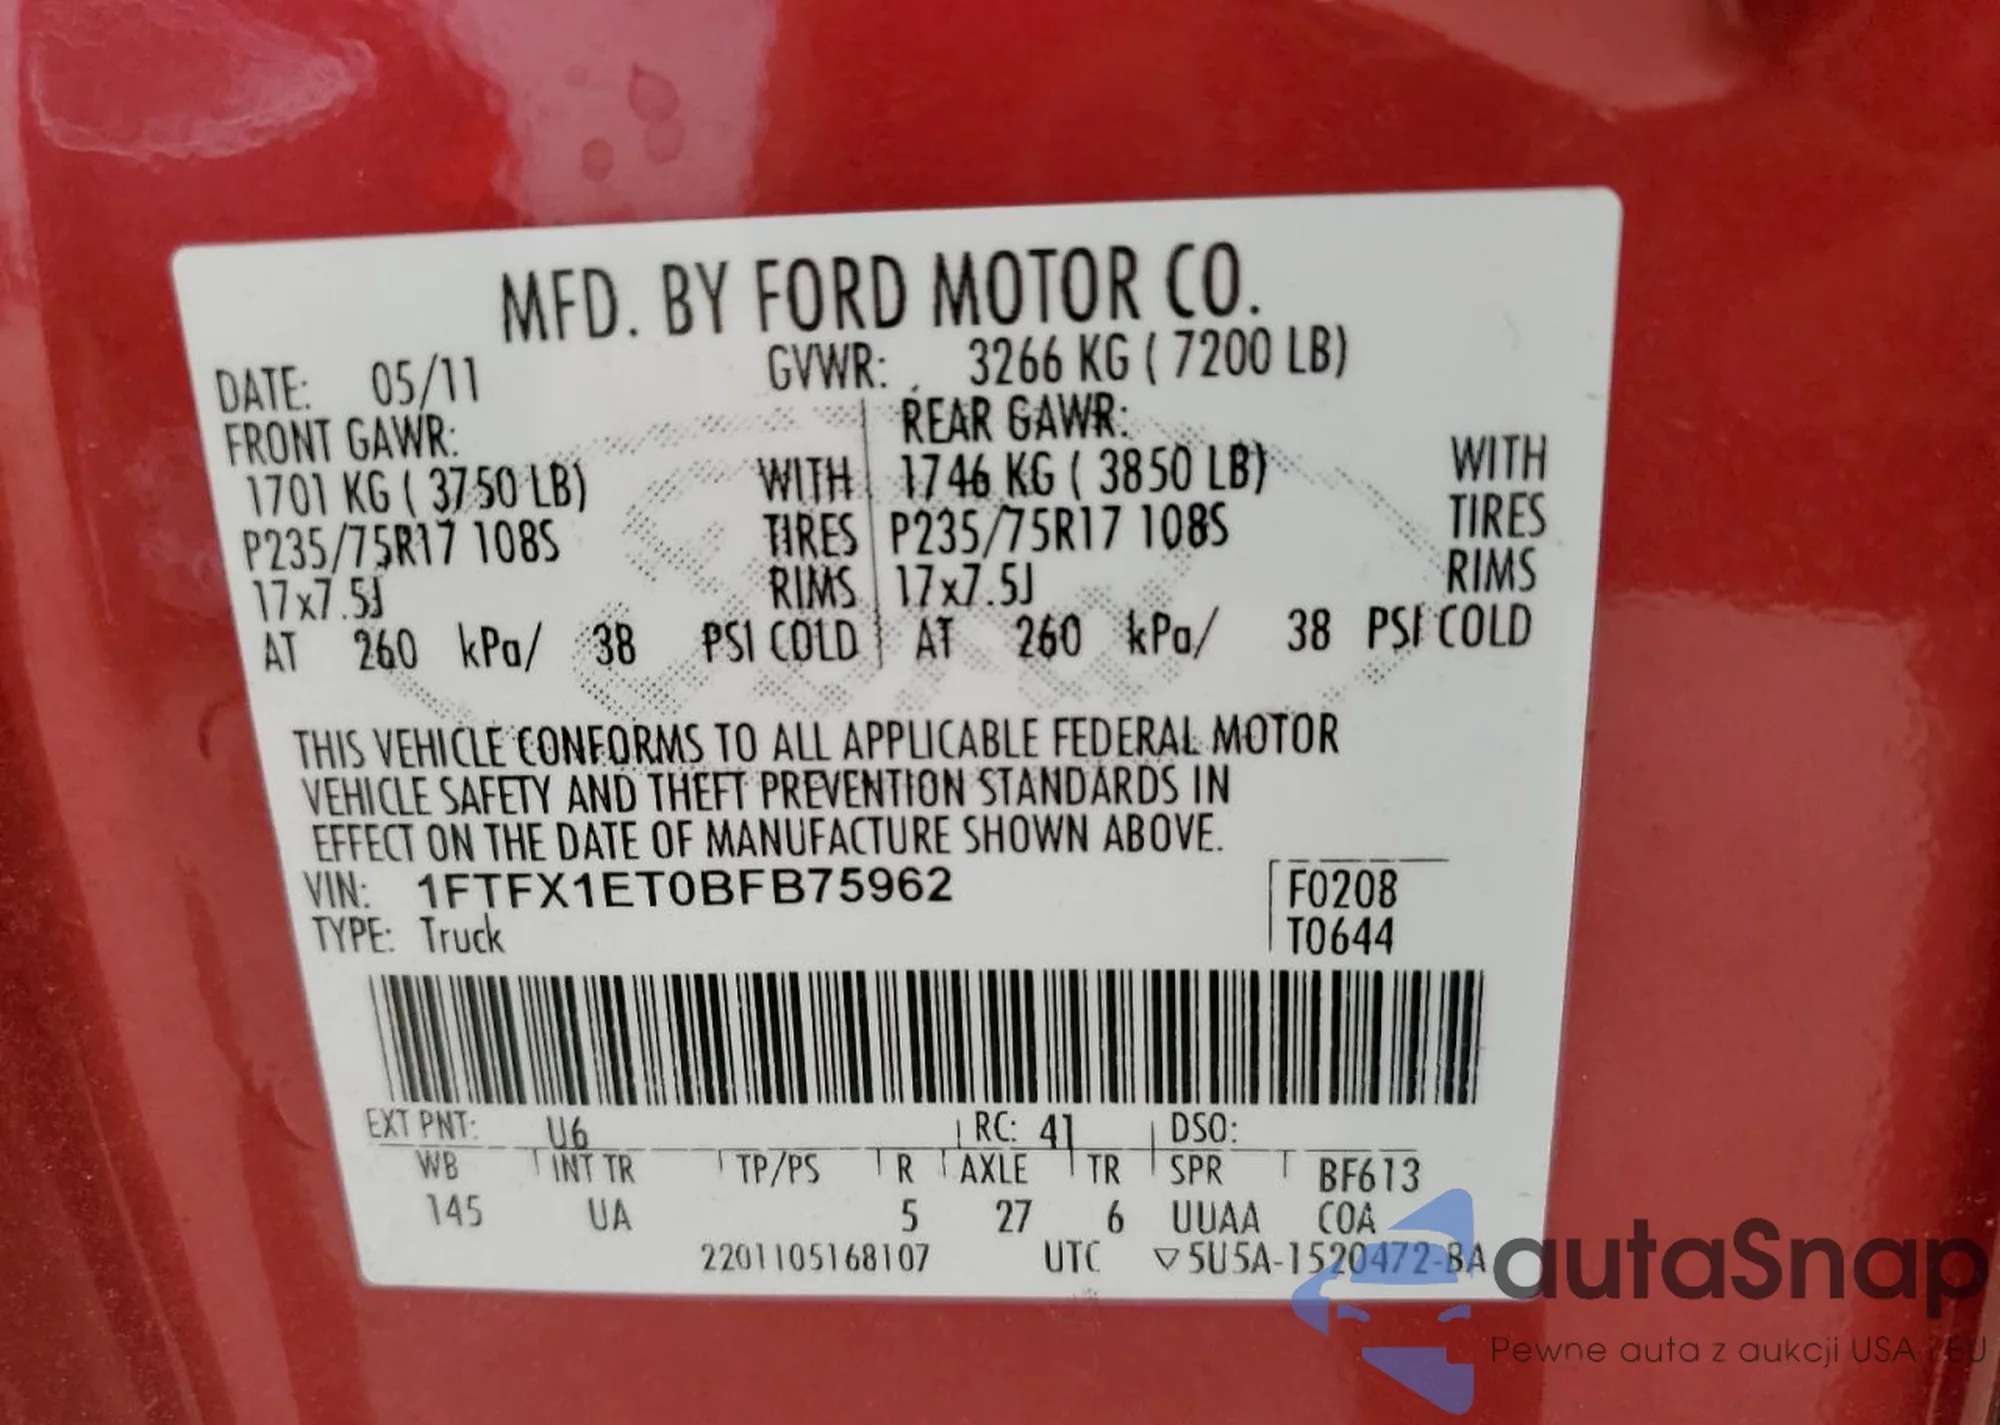 MFD. BY FORD MOTOR CO.
DATE: 05/11 GVWR: 3266 KG ( 7200 LB)
FRONT GAWR: REAR GAWR:
1701 KG ( 3750 LB) WITH 1746 KG ( 3850 LB) WITH
P235/75R17 108S TIRES P235/75R17 108S TIRES
17x7.5J RIMS 17x7.5J RIMS
AT 260 kPa/ 38 PSI COLD AT 260 kPa/ 38 PSI COLD
THIS VEHICLE CONFORMS TO ALL APPLICABLE FEDERAL MOTOR
VEHICLE SAFETY AND THEFT PREVENTION STANDARDS IN
EFFECT ON THE DATE OF MANUFACTURE SHOWN ABOVE.
VIN: 1FTFX1ET0BFB75962 F0208
TYPE: Truck T0644
EXT PNT: U6 RC: 41 DSO:
WB INT TR TP/PS R AXLE TR SPR BF613
145 UA 5 27 6 UUAA COA
2201105168107 UTC ▽5U5A-1520472-BA
autaSnap
Pewne auta z aukcji USA i EU